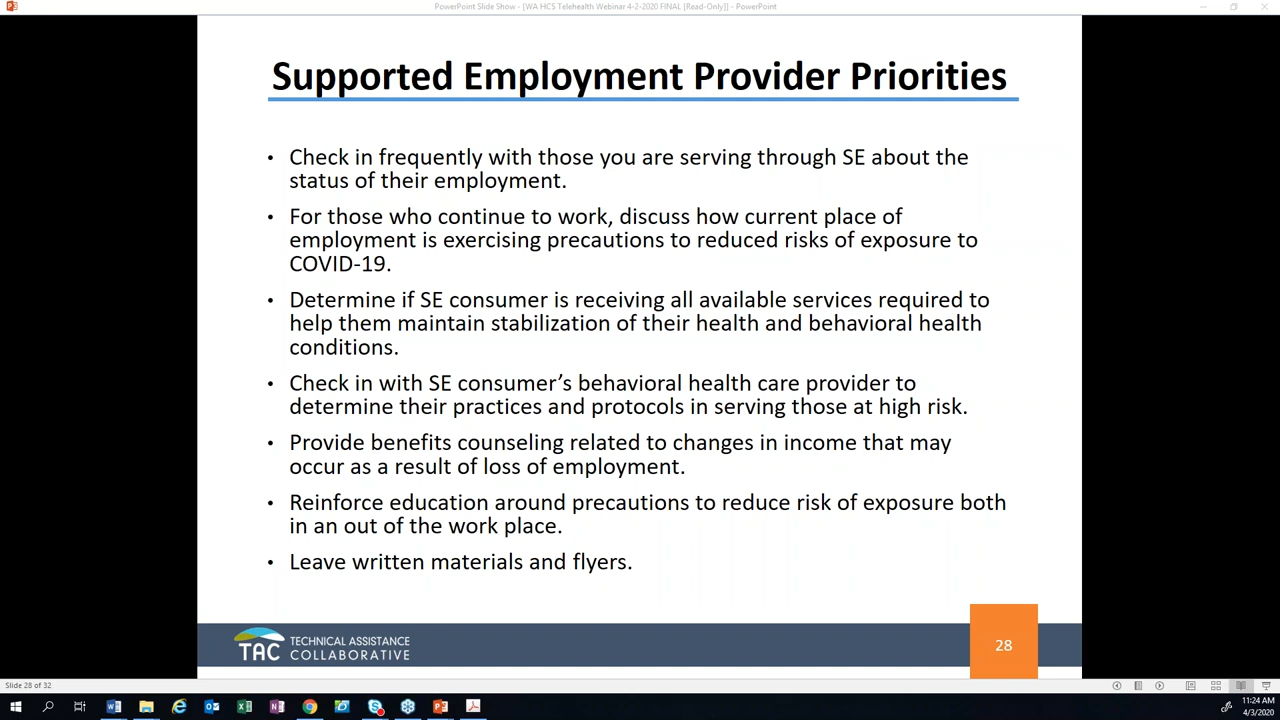 PowerPoint Slide Show - [WA HCS Telehealth Webinar 4-2-2020 FINAL [Read-Only]] - PowerPoint
Supported Employment Provider Priorities
• Check in frequently with those you are serving through SE about the
status of their employment.
• For those who continue to work, discuss how current place of
employment is exercising precautions to reduced risks of exposure to
COVID-19.
• Determine if SE consumer is receiving all available services required to
help them maintain stabilization of their health and behavioral health
conditions.
• Check in with SE consumer’s behavioral health care provider to
determine their practices and protocols in serving those at high risk.
• Provide benefits counseling related to changes in income that may
occur as a result of loss of employment.
• Reinforce education around precautions to reduce risk of exposure both
in an out of the work place.
• Leave written materials and flyers.
TAC TECHNICAL ASSISTANCE
COLLABORATIVE
28
Slide 28 of 32
11:24 AM
4/3/2020